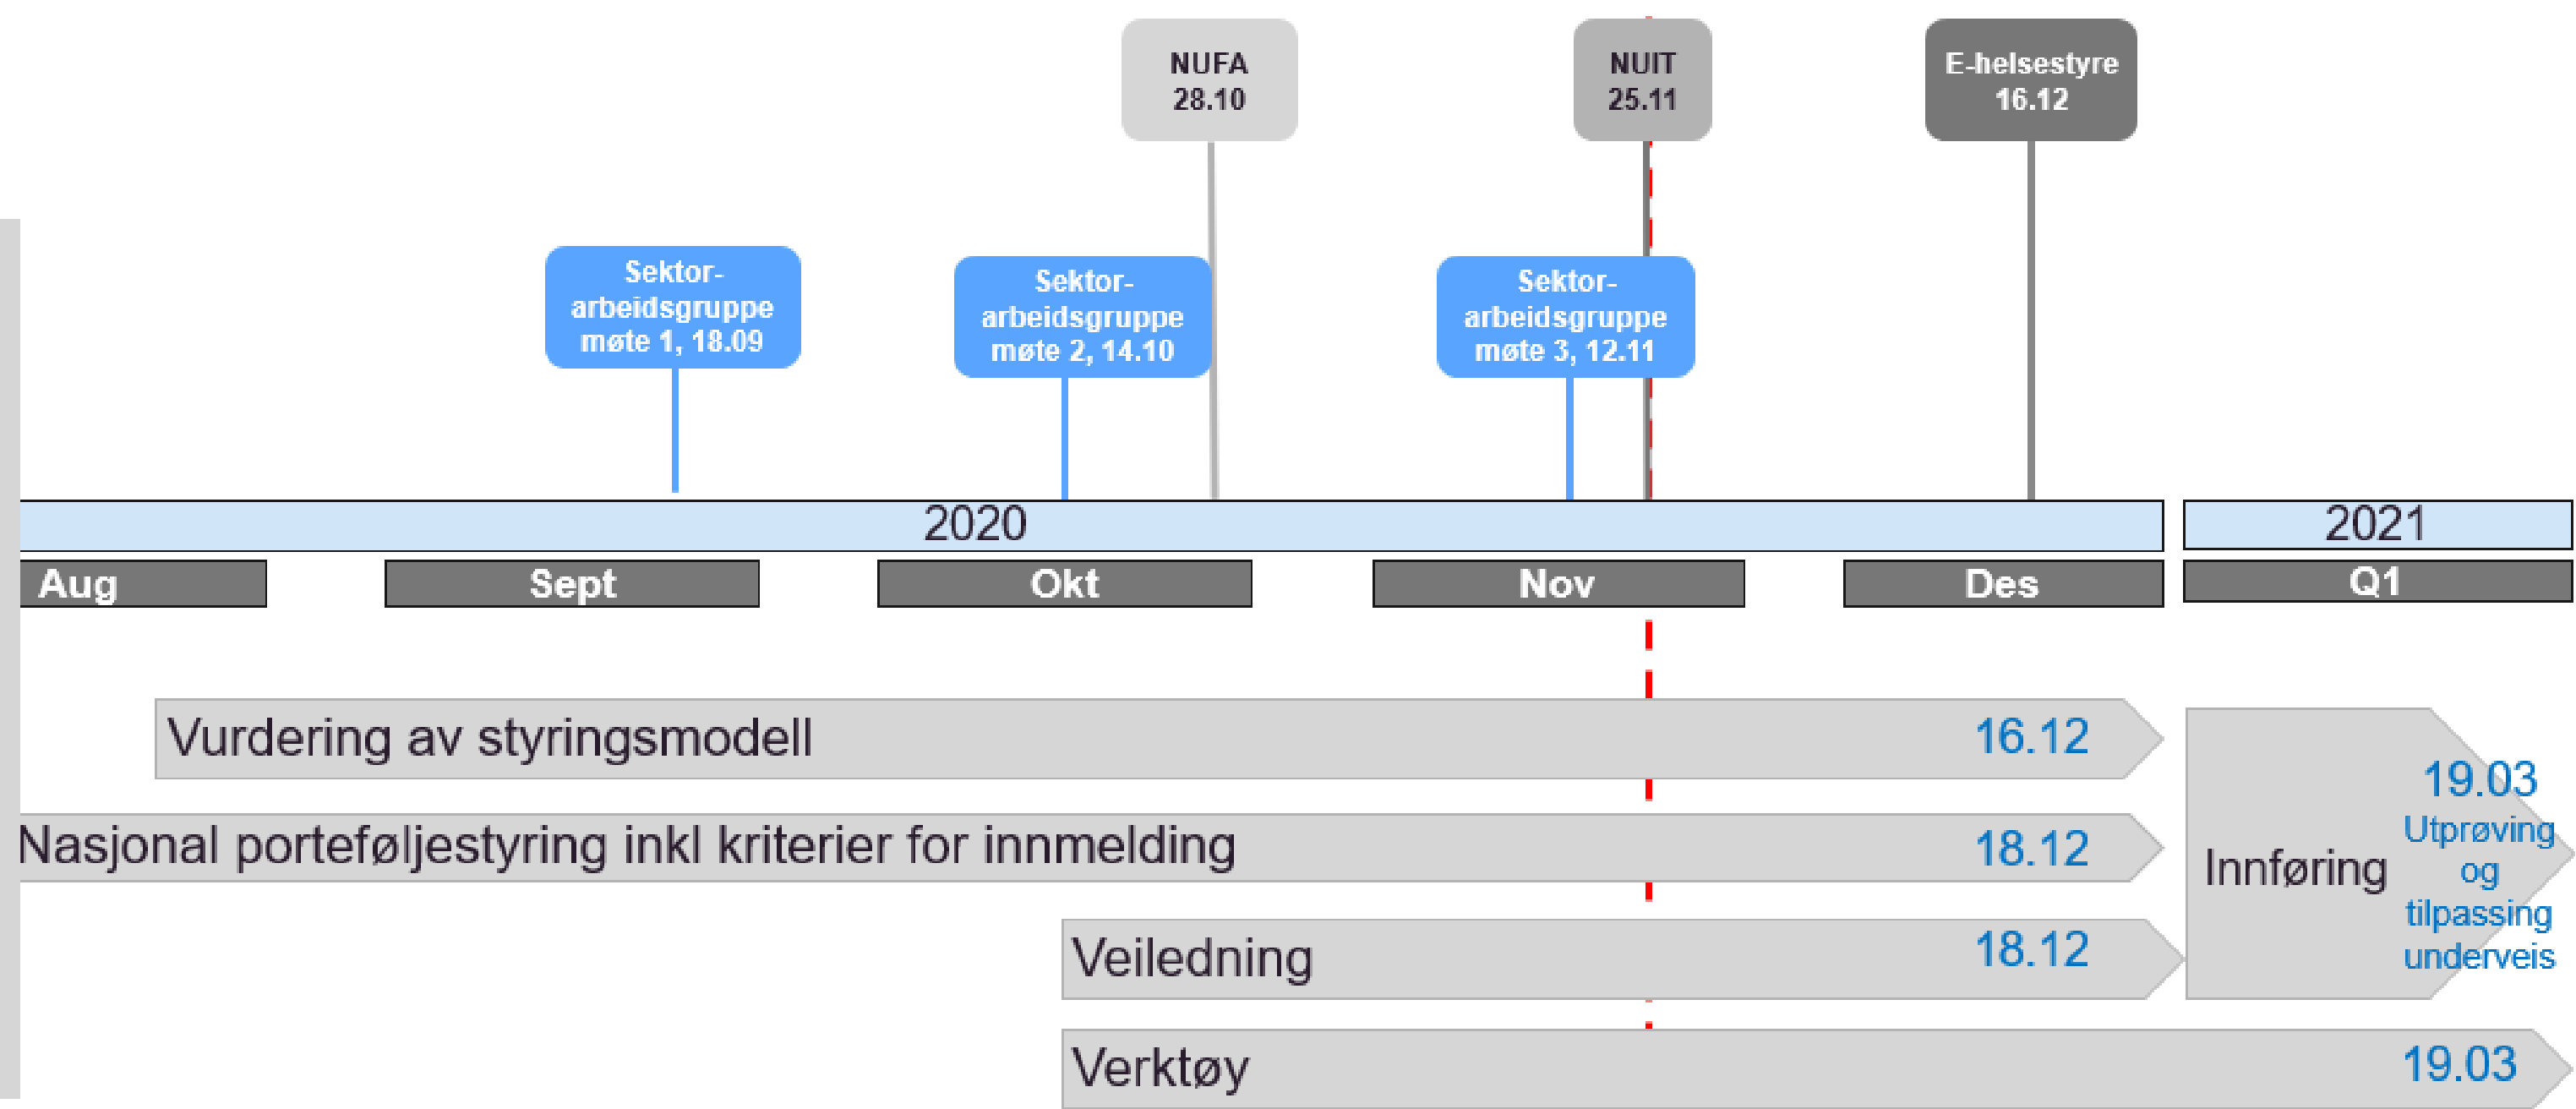 NUFA
28.10
NUIT
25.11
E-helsestyre
16.12
Sektor-
arbeidsgruppe
møte 1, 18.09
Sektor-
arbeidsgruppe
møte 2, 14.10
Sektor-
arbeidsgruppe
møte 3, 12.11
2020
2021
Aug
Sept
Okt
Nov
Des
Q1
Vurdering av styringsmodell
16.12
Nasjonal porteføljestyring inkl kriterier for innmelding
18.12
Veiledning
18.12
Innføring
19.03
Utprøving
og
tilpassing
underveis
Verktøy
19.03